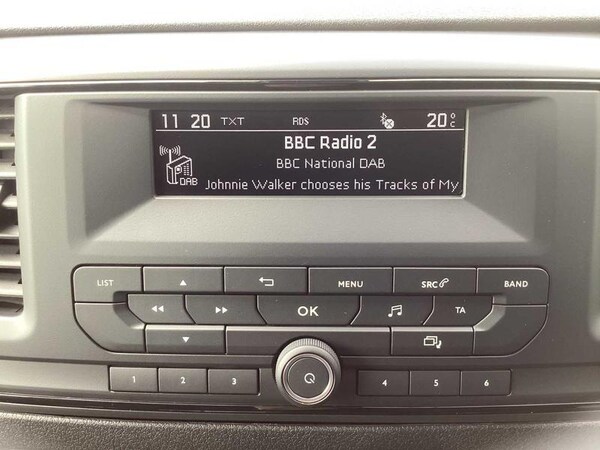 11 20 TXT RDS 20°C
BBC Radio 2
BBC National DAB
DAB
Johnnie Walker chooses his Tracks of My
LIST MENU SRC BAND
OK TA
1 2 3 4 5 6